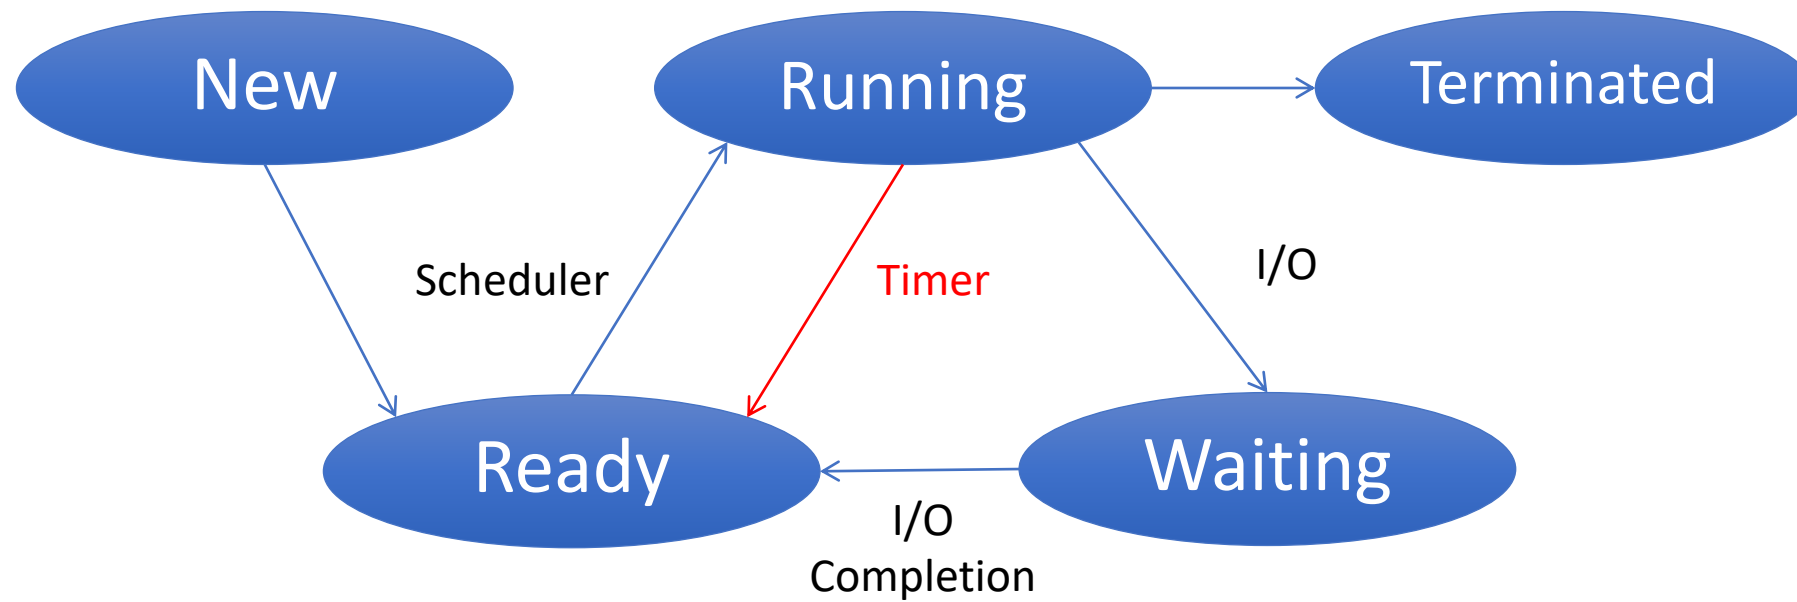 New
Running
Terminated
Scheduler
Timer
I/O
Ready
Waiting
I/O
Completion